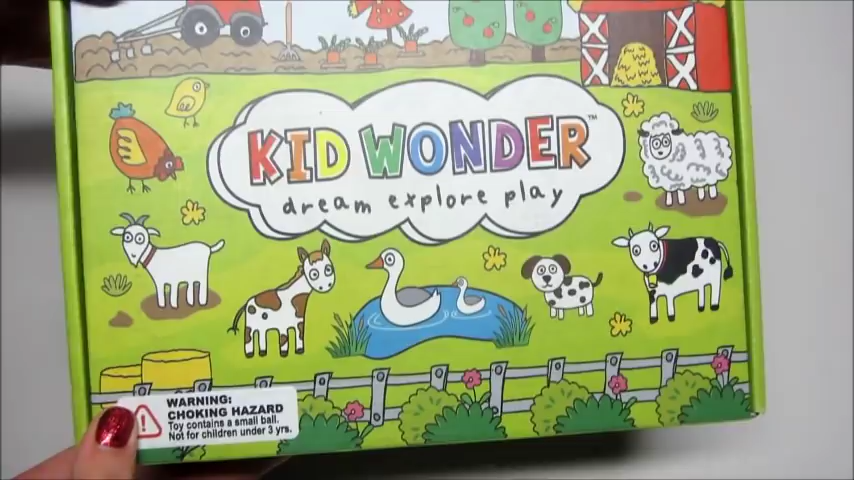 KID WONDER™
dream explore play
WARNING:
CHOKING HAZARD
Toy contains a small ball.
Not for children under 3 yrs.